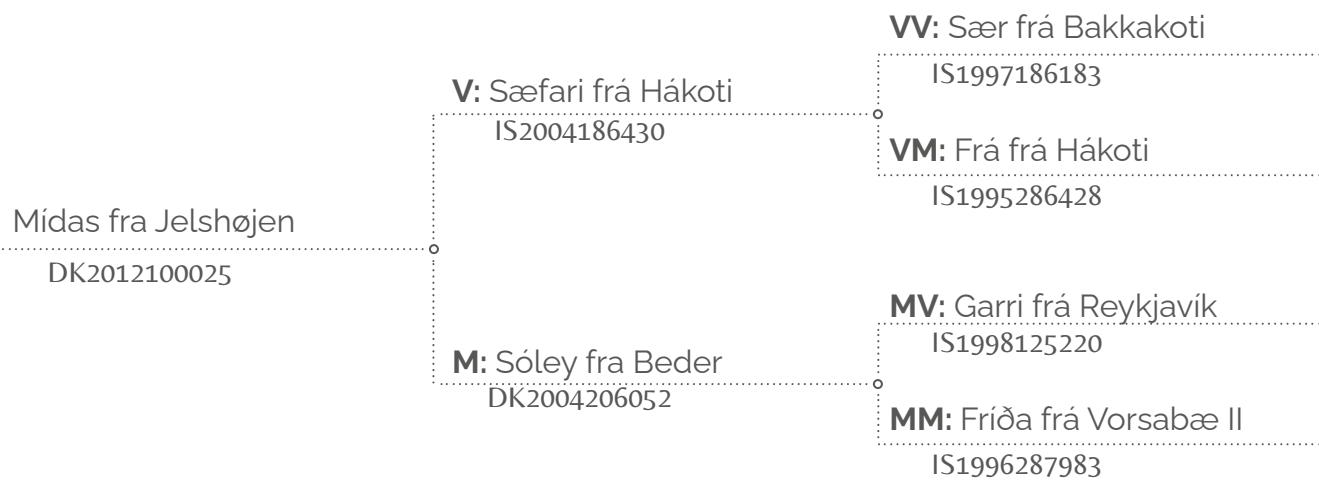 VV: Sær frá Bakkakoti
IS1997186183
V: Sæfari frá Hákoti
IS2004186430
VM: Frá frá Hákoti
IS1995286428
Mídas fra Jelshøjen
DK2012100025
MV: Garri frá Reykjavík
IS1998125220
M: Sóley fra Beder
DK2004206052
MM: Fríða frá Vorsabæ II
IS1996287983